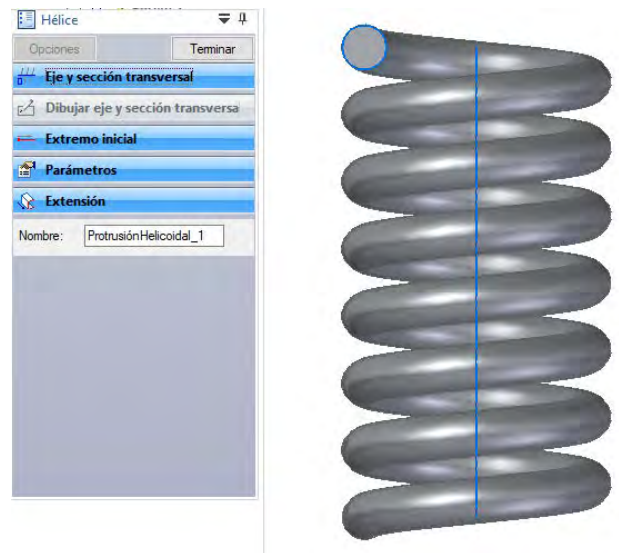 Hélice
Opciones Terminar
Eje y sección transversal
Dibujar eje y sección transversa
Extremo inicial
Parámetros
Extensión
Nombre: ProtrusiónHelicoidal_1